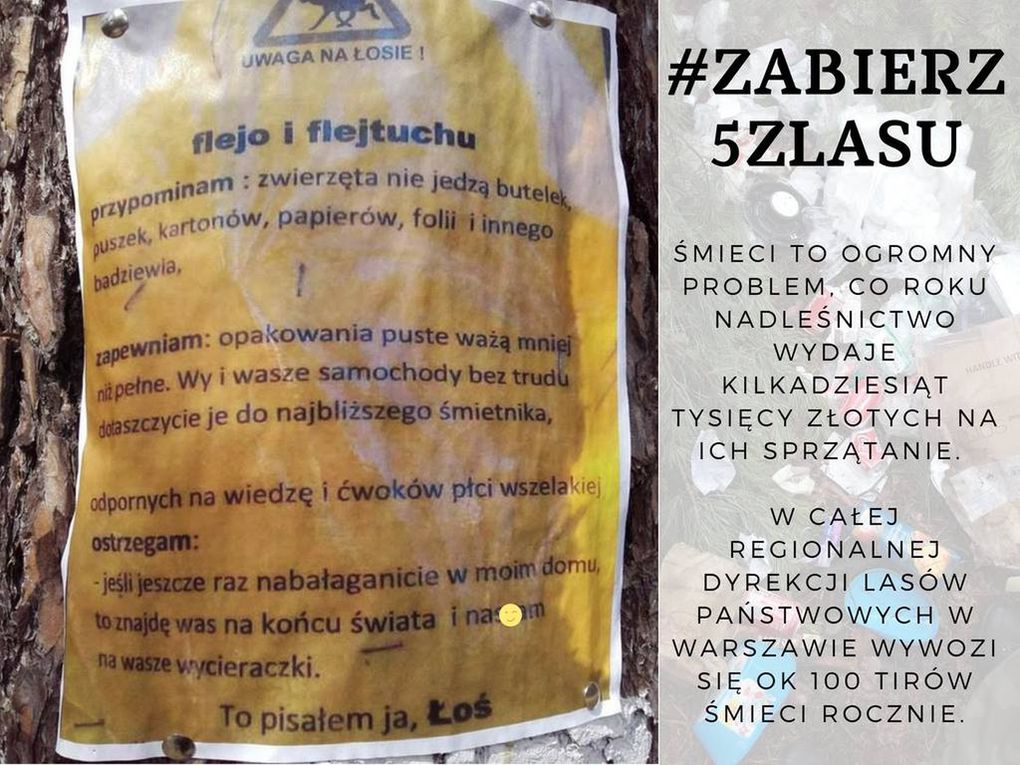 UWAGA NA ŁOSIE !
flejo i flejtuchu
przypominam : zwierzęta nie jedzą butelek,
puszek, kartonów, papierów, folii i innego
badziewia,
zapewniam: opakowania puste ważą mniej
niż pełne. Wy i wasze samochody bez trudu
dotaszczycie je do najbliższego śmietnika,
odpornych na wiedzę i ćwoków płci wszelakiej
ostrzegam:
- jeśli jeszcze raz nabałaganicie w moim domu,
to znajdę was na końcu świata i
na wasze wycieraczki.
To pisałem ja, Łoś
#ZABIERZ
5ZLASU
ŚMIECI TO OGROMNY
PROBLEM, CO ROKU
NADLEŚNICTWO
WYDAJE
KILKADZIESIĄT
TYSIĘCY ZŁOTYCH NA
ICH SPRZĄTANIE.
W CAŁEJ
REGIONALNEJ
DYREKCJI LASÓW
PAŃSTWOWYCH W
WARSZAWIE WYWOZI
SIĘ OK 100 TIRÓW
ŚMIECI ROCZNIE.